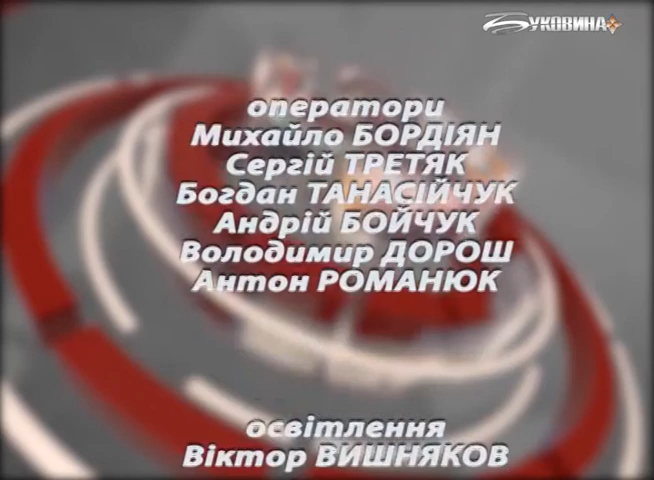 БУКОВИНА
оператори
Михайло БОРДІЯН
Сергій ТРЕТЯК
Богдан ТАНАСІЙЧУК
Андрій БОЙЧУК
Володимир ДОРОШ
Антон РОМАНЮК
освітлення
Віктор ВИШНЯКОВ